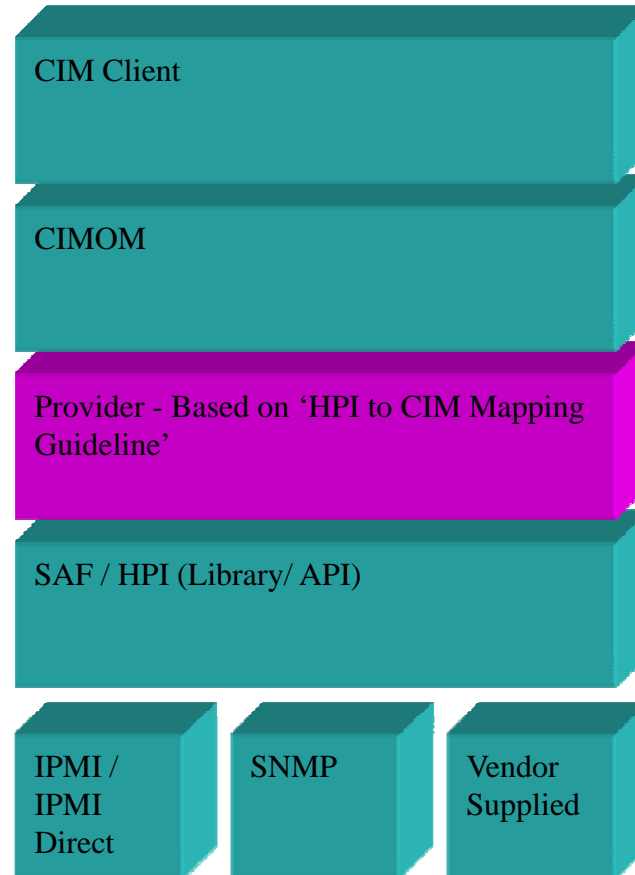 CIM Client
CIMOM
Provider - Based on ‘HPI to CIM Mapping
Guideline’
SAF / HPI (Library/ API)
IPMI /
IPMI
Direct
SNMP
Vendor
Supplied